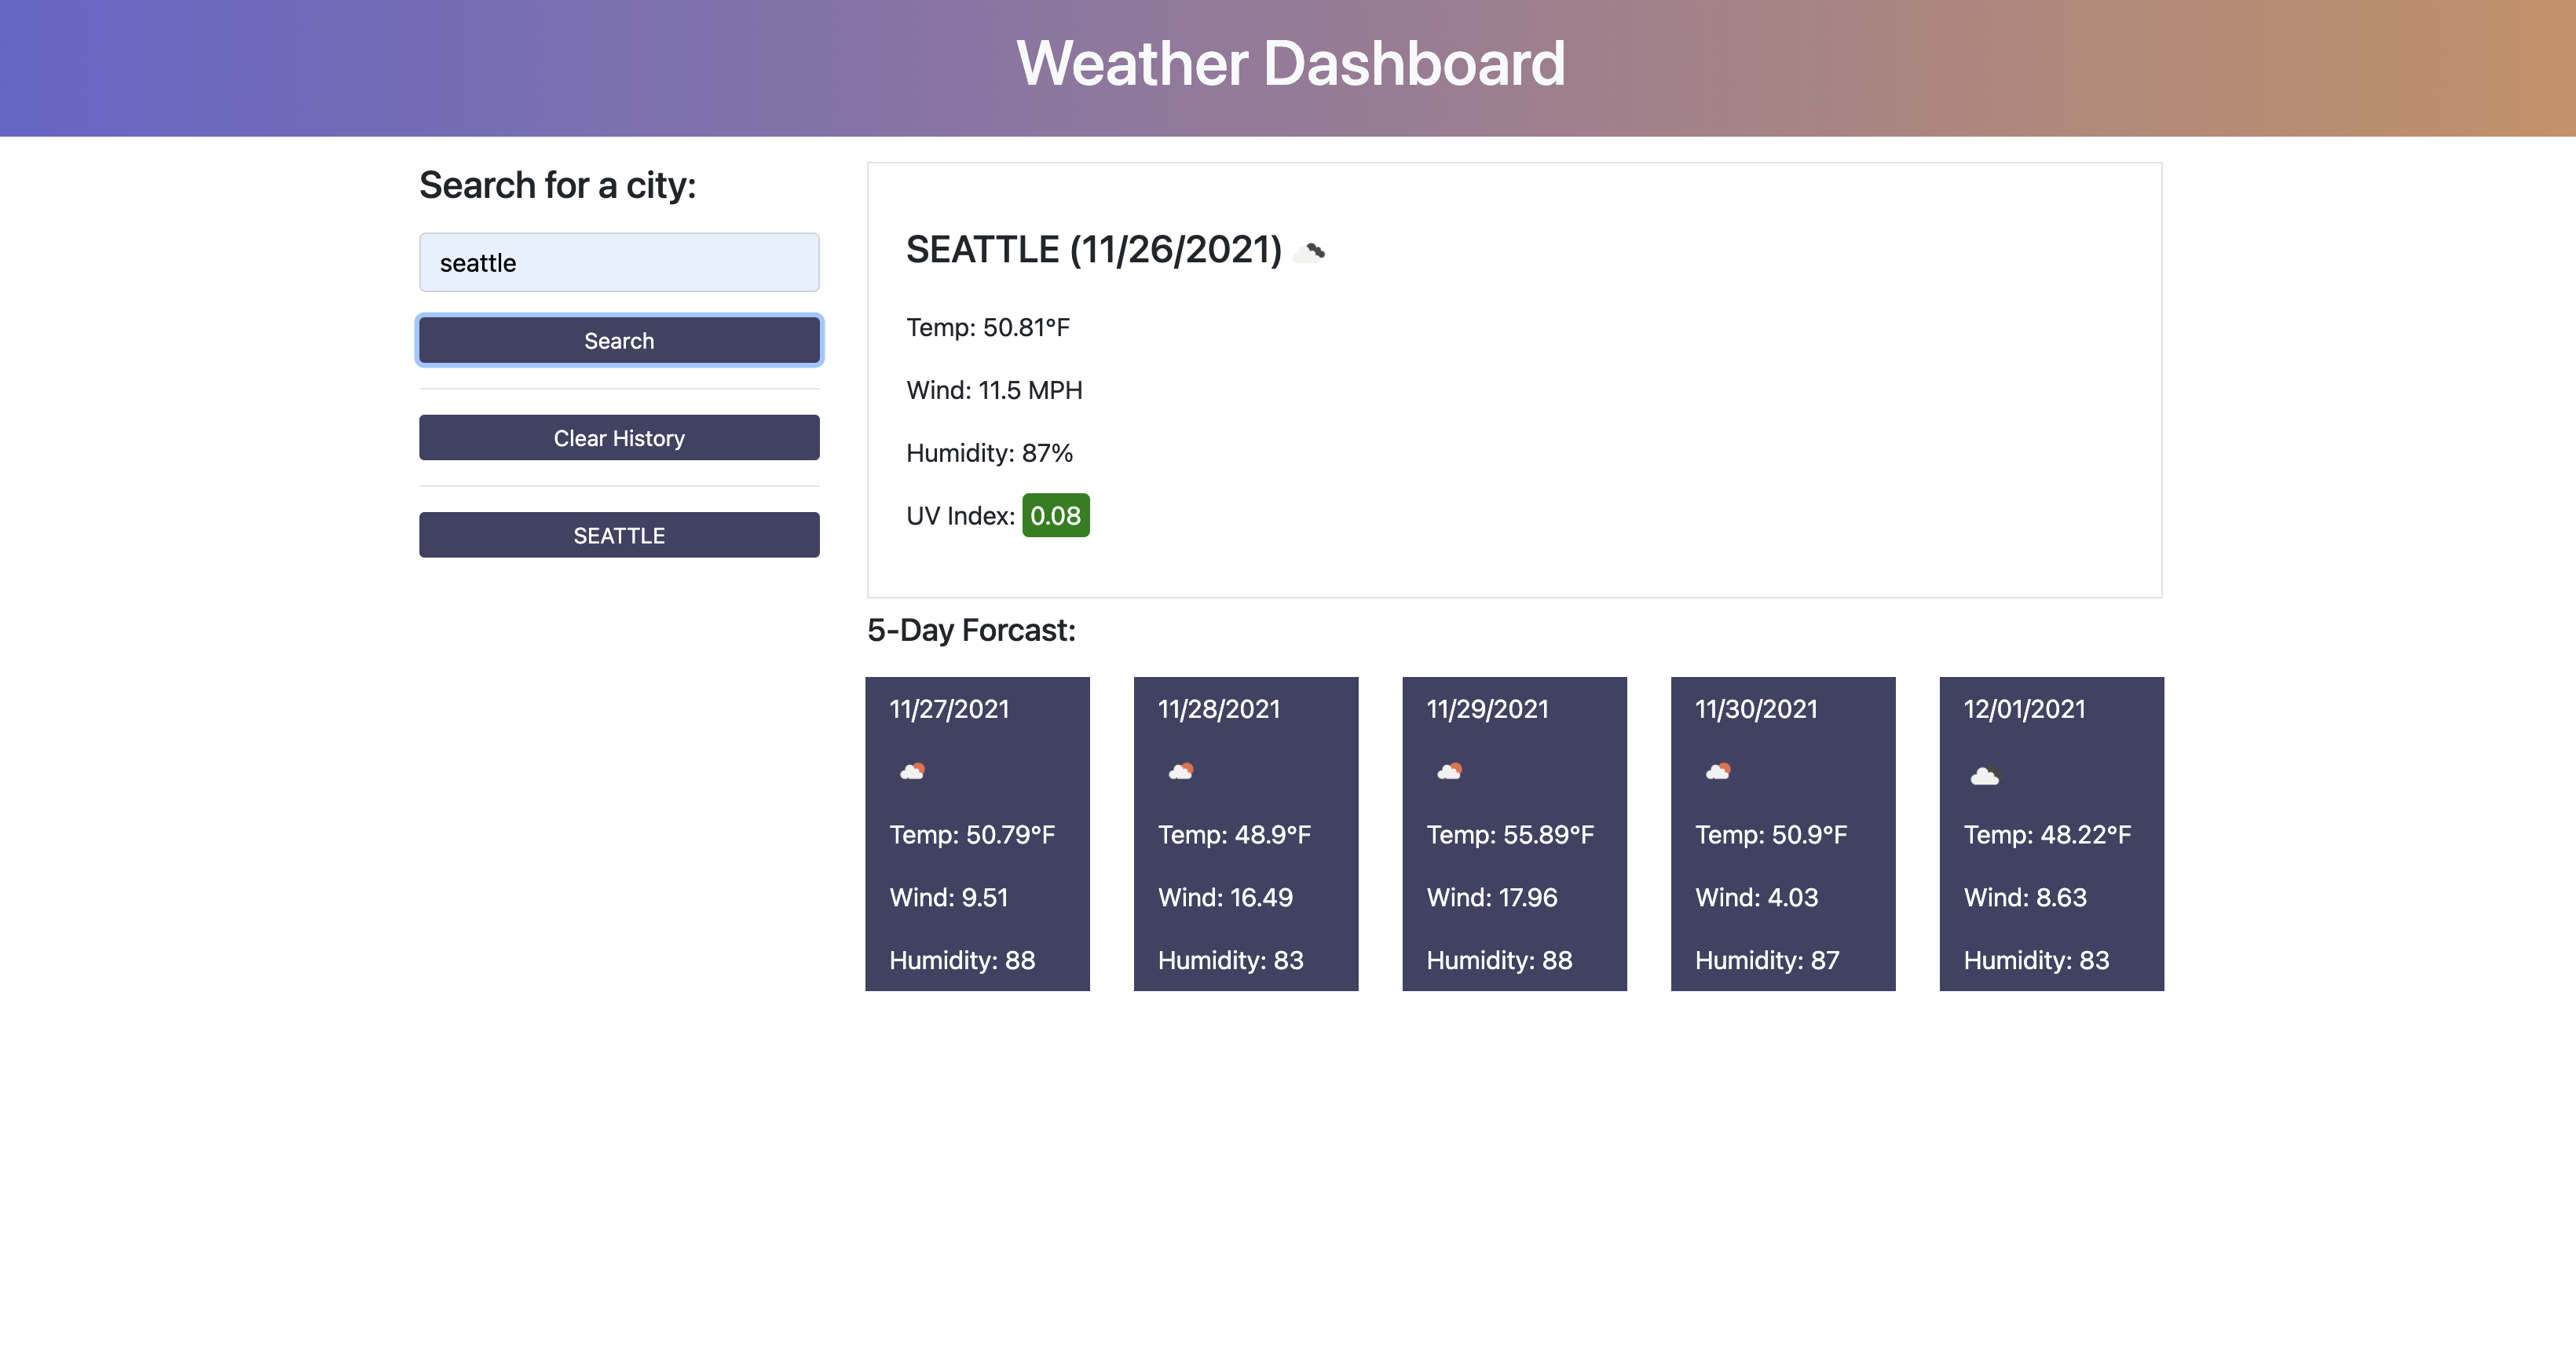 Weather Dashboard
Search for a city:
seattle
Search
Clear History
SEATTLE
SEATTLE (11/26/2021)
Temp: 50.81°F
Wind: 11.5 MPH
Humidity: 87%
UV Index: 0.08
5-Day Forcast:
11/27/2021
Temp: 50.79°F
Wind: 9.51
Humidity: 88
11/28/2021
Temp: 48.9°F
Wind: 16.49
Humidity: 83
11/29/2021
Temp: 55.89°F
Wind: 17.96
Humidity: 88
11/30/2021
Temp: 50.9°F
Wind: 4.03
Humidity: 87
12/01/2021
Temp: 48.22°F
Wind: 8.63
Humidity: 83